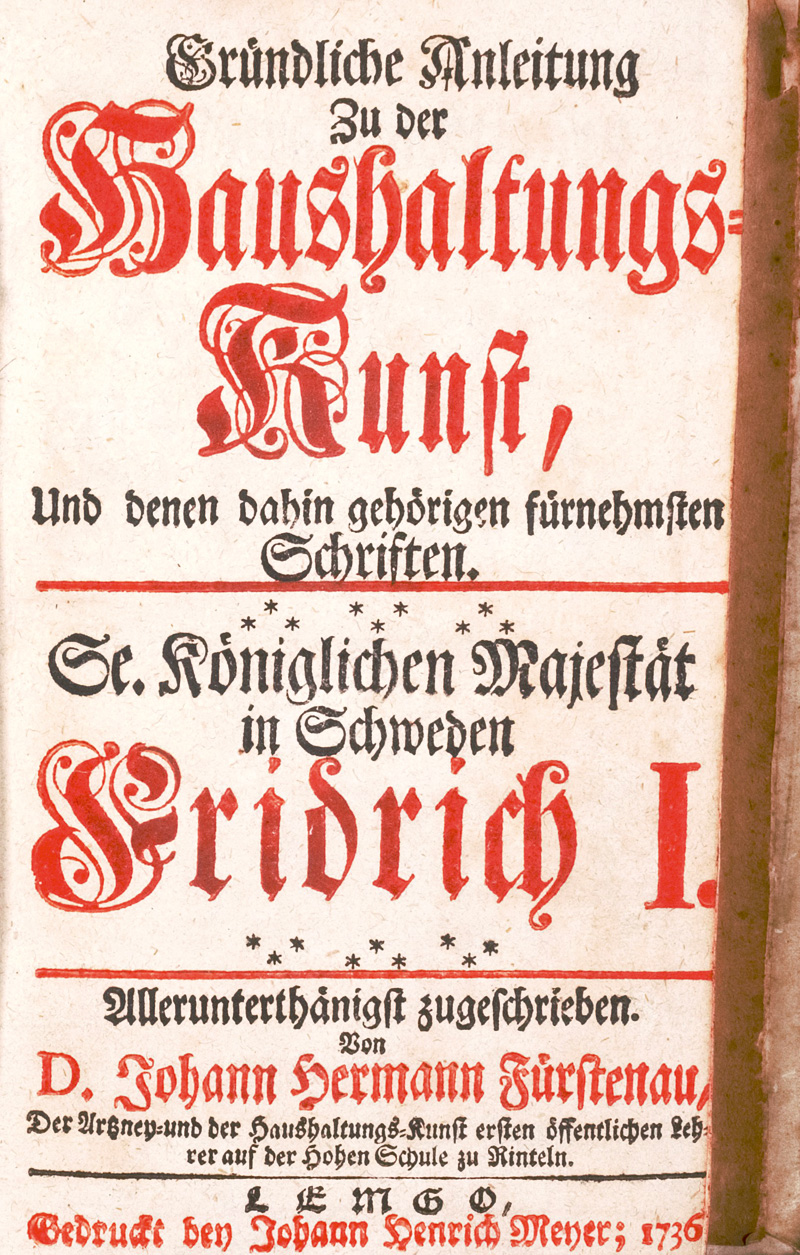 Gründliche Anleitung
Zu der
Haushaltungs=
Kunst,
Und denen dahin gehörigen fürnehmsten
Schriften.
Se. Königlichen Majestät
in Schweden
Fridrich I.
Allerunterthänigst zugeschrieben.
Von
D. Johann Hermann Fürstenau,
Der Artzney=und der Haushaltungs=Kunst ersten öffentlichen Leh=
rer auf der Hohen Schule zu Rinteln.
LEMGO,
Gedruckt bey Johann Henrich Meyer; 1736